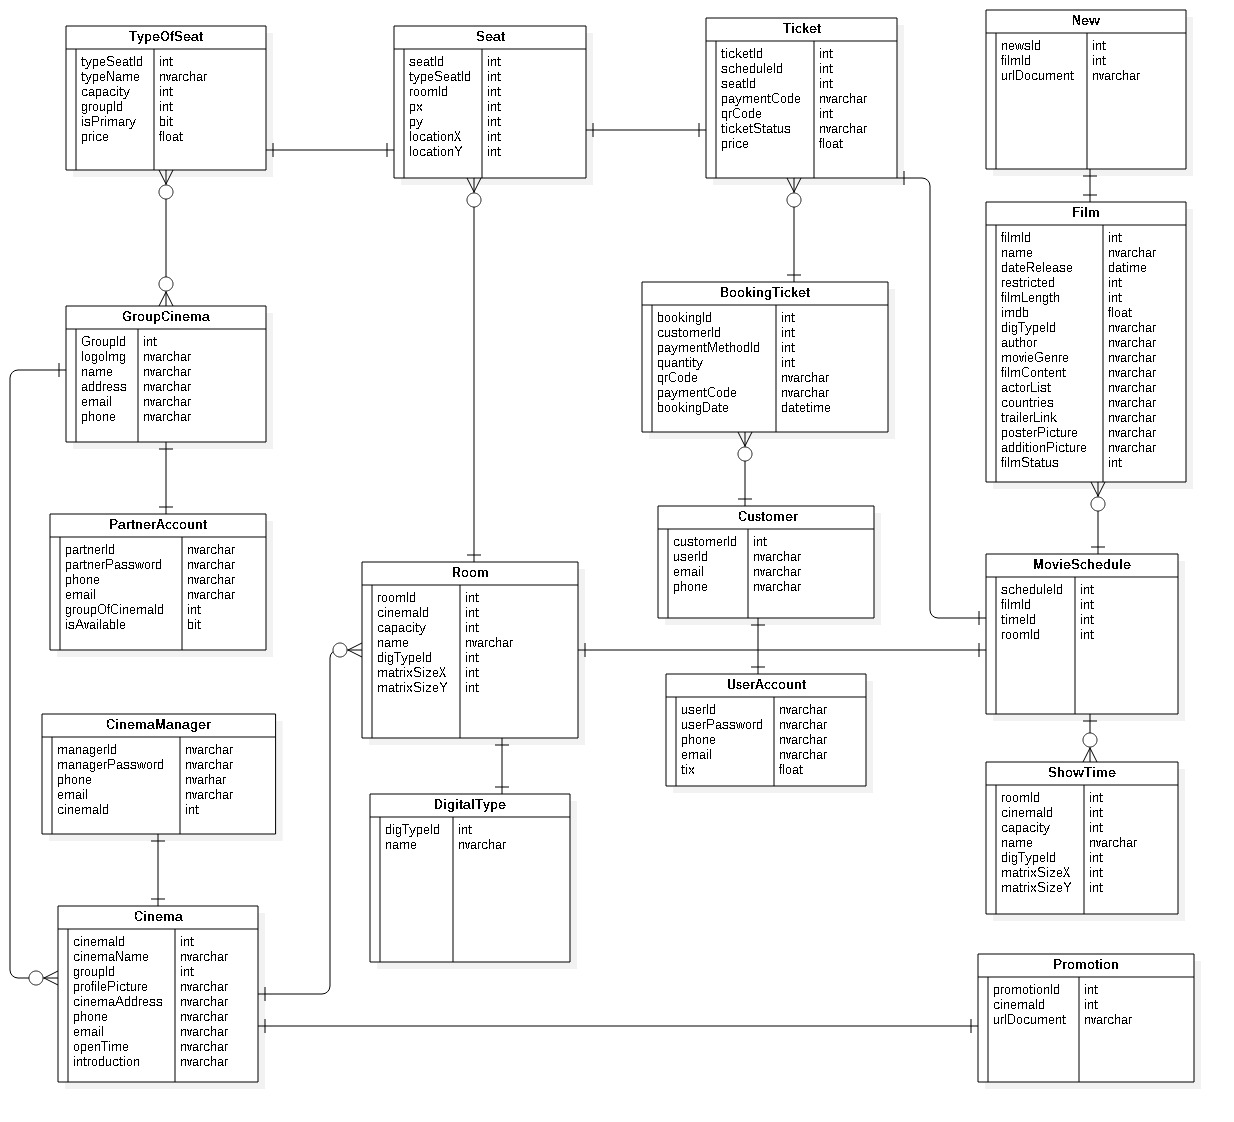 TypeOfSeat
typeSeatId int
typeName nvarchar
capacity int
groupId int
isPrimary bit
price float
Seat
seatId int
typeSeatId int
roomId int
px int
py int
locationX int
locationY int
Ticket
ticketId int
scheduleId int
seatId int
paymentCode nvarchar
qrCode int
ticketStatus nvarchar
price float
New
newsId int
filmId int
urlDocument nvarchar
Film
filmId int
name nvarchar
dateRelease datime
restricted int
filmLength int
imdb float
digTypeId nvarchar
author nvarchar
movieGenre nvarchar
filmContent nvarchar
actorList nvarchar
countries nvarchar
trailerLink nvarchar
posterPicture nvarchar
additionPicture nvarchar
filmStatus int
GroupCinema
GroupId int
logoImg nvarchar
name nvarchar
address nvarchar
email nvarchar
phone nvarchar
BookingTicket
bookingId int
customerId int
paymentMethodId int
quantity int
qrCode nvarchar
paymentCode nvarchar
bookingDate datetime
PartnerAccount
partnerId nvarchar
partnerPassword nvarchar
phone nvarchar
email nvarchar
groupOfCinemaId int
isAvailable bit
Customer
customerId int
userId nvarchar
email nvarchar
phone nvarchar
Room
roomId int
cinemaId int
capacity int
name nvarchar
digTypeId int
matrixSizeX int
matrixSizeY int
MovieSchedule
scheduleId int
filmId int
timeId int
roomId int
UserAccount
userId nvarchar
userPassword nvarchar
phone nvarchar
email nvarchar
tix float
CinemaManager
managerId nvarchar
managerPassword nvarchar
phone nvarhar
email nvarchar
cinemaId int
DigitalType
digTypeId int
name nvarchar
ShowTime
roomId int
cinemaId int
capacity int
name nvarchar
digTypeId int
matrixSizeX int
matrixSizeY int
Cinema
cinemaId int
cinemaName nvarchar
groupId int
profilePicture nvarchar
cinemaAddress nvarchar
phone nvarchar
email nvarchar
openTime nvarchar
introduction nvarchar
Promotion
promotionId int
cinemaId int
urlDocument nvarchar